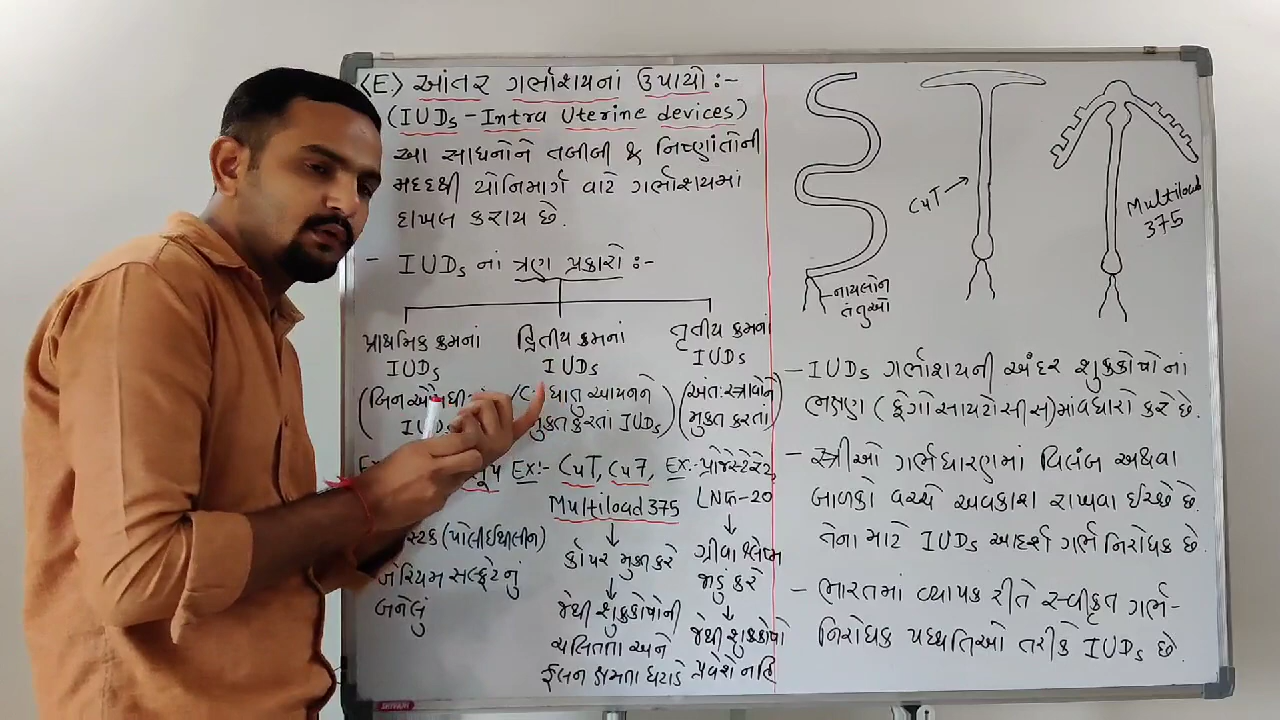 (E.) આંતર ગર્ભાશયનાં ઉપાયો :-
(IUDs - Intra Uterine devices)
આ સાધનોને તબીબી & નિષ્ણાંતોની
મદદથી યોનિમાર્ગ વાટે ગર્ભાશયમાં
દાખલ કરાય છે.
- IUDs નાં ત્રણ પ્રકારો :-
પ્રાથમિક ક્રમનાં
IUDs
દ્વિતીય ક્રમનાં
IUDs
(Cu ધાતુ આયનને
મુક્ત કરતાં IUDs)
Ex:- CuT, Cu7,
Multiload 375
↓
કોપર મુક્ત કરે
↓
જેથી શુક્રકોષોની
ચલિતતા અને
ફલન ક્ષમતા ઘટાડે
તૃતીય ક્રમનાં
IUDs
(અંતઃસ્ત્રાવોને
મુક્ત કરતાં)
Ex:-
LNG-20
↓
ગ્રીવા શ્લેષ્મ
જાડું કરે
↓
જેથી શુક્રકોષો
પ્રવેશે નહિ
(પોલીઈથીલીન)
બેરિયમ સલ્ફેટનું
બનેલું
નાયલોન
તંતુઓ
CuT
Multiload
375
- IUDs ગર્ભાશયની અંદર શુક્રકોષોનાં
ભક્ષણ (ફેગોસાયટોસીસ)માં વધારો કરે છે.
- સ્ત્રીઓ ગર્ભધારણમાં વિલંબ અથવા
બાળકો વચ્ચે અવકાશ રાખવા ઈચ્છે છે.
તેના માટે IUDs આદર્શ ગર્ભ નિરોધક છે.
- ભારતમાં વ્યાપક રીતે સ્વીકૃત ગર્ભ-
નિરોધક પધ્ધતિઓ તરીકે IUDs છે.